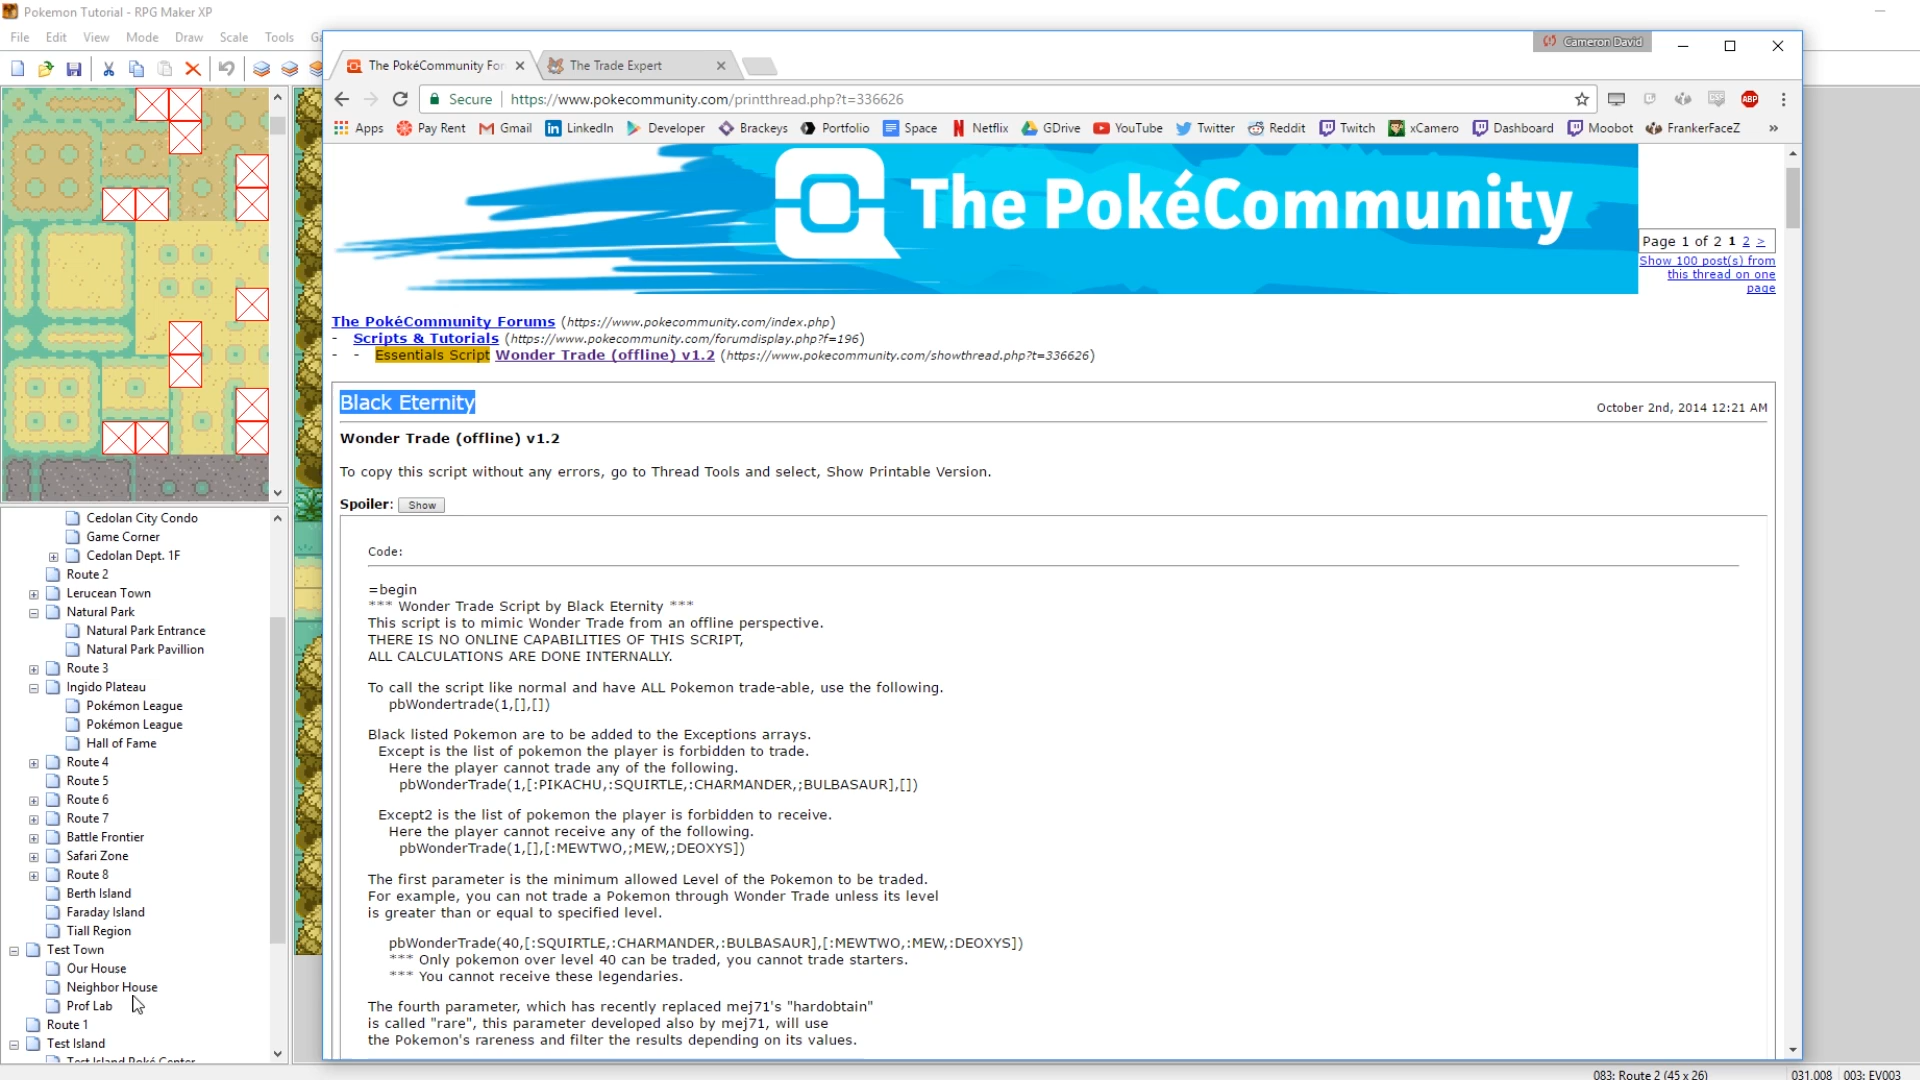 Pokemon Tutorial - RPG Maker XP
File Edit View Mode Draw Scale Tools Ga
Cameron David
The PokéCommunity For
The Trade Expert
Secure https://www.pokecommunity.com/printthread.php?t=336626
ABP
Apps Pay Rent Gmail LinkedIn Developer Brackeys Portfolio Space Netflix GDrive YouTube Twitter Reddit Twitch xCamero Dashboard Moobot FrankerFaceZ »
The PokéCommunity
Page 1 of 2 1 2 >
Show 100 post(s) from
this thread on one
page
The PokéCommunity Forums (https://www.pokecommunity.com/index.php)
- Scripts & Tutorials (https://www.pokecommunity.com/forumdisplay.php?f=196)
- - Essentials Script Wonder Trade (offline) v1.2 (https://www.pokecommunity.com/showthread.php?t=336626)
Black Eternity
October 2nd, 2014 12:21 AM
Wonder Trade (offline) v1.2
To copy this script without any errors, go to Thread Tools and select, Show Printable Version.
Spoiler: Show
Code:
=begin
*** Wonder Trade Script by Black Eternity ***
This script is to mimic Wonder Trade from an offline perspective.
THERE IS NO ONLINE CAPABILITIES OF THIS SCRIPT,
ALL CALCULATIONS ARE DONE INTERNALLY.
To call the script like normal and have ALL Pokemon trade-able, use the following.
pbWondertrade(1,[],[])
Black listed Pokemon are to be added to the Exceptions arrays.
Except is the list of pokemon the player is forbidden to trade.
Here the player cannot trade any of the following.
pbWonderTrade(1,[:PIKACHU,:SQUIRTLE,:CHARMANDER,;BULBASAUR],[])
Except2 is the list of pokemon the player is forbidden to receive.
Here the player cannot receive any of the following.
pbWonderTrade(1,[],[:MEWTWO,;MEW,;DEOXYS])
The first parameter is the minimum allowed Level of the Pokemon to be traded.
For example, you can not trade a Pokemon through Wonder Trade unless its level
is greater than or equal to specified level.
pbWonderTrade(40,[:SQUIRTLE,:CHARMANDER,:BULBASAUR],[:MEWTWO,:MEW,:DEOXYS])
*** Only pokemon over level 40 can be traded, you cannot trade starters.
*** You cannot receive these legendaries.
The fourth parameter, which has recently replaced mej71's "hardobtain"
is called "rare", this parameter developed also by mej71, will use
the Pokemon's rareness and filter the results depending on its values.
Cedolan City Condo
Game Corner
Cedolan Dept. 1F
Route 2
Lerucean Town
Natural Park
Natural Park Entrance
Natural Park Pavillion
Route 3
Ingido Plateau
Pokémon League
Pokémon League
Hall of Fame
Route 4
Route 5
Route 6
Route 7
Battle Frontier
Safari Zone
Route 8
Berth Island
Faraday Island
Tiall Region
Test Town
Our House
Neighbor House
Prof Lab
Route 1
Test Island
Test Island Poké Center
083: Route 2 (45 x 26)
031,008
003: EV003